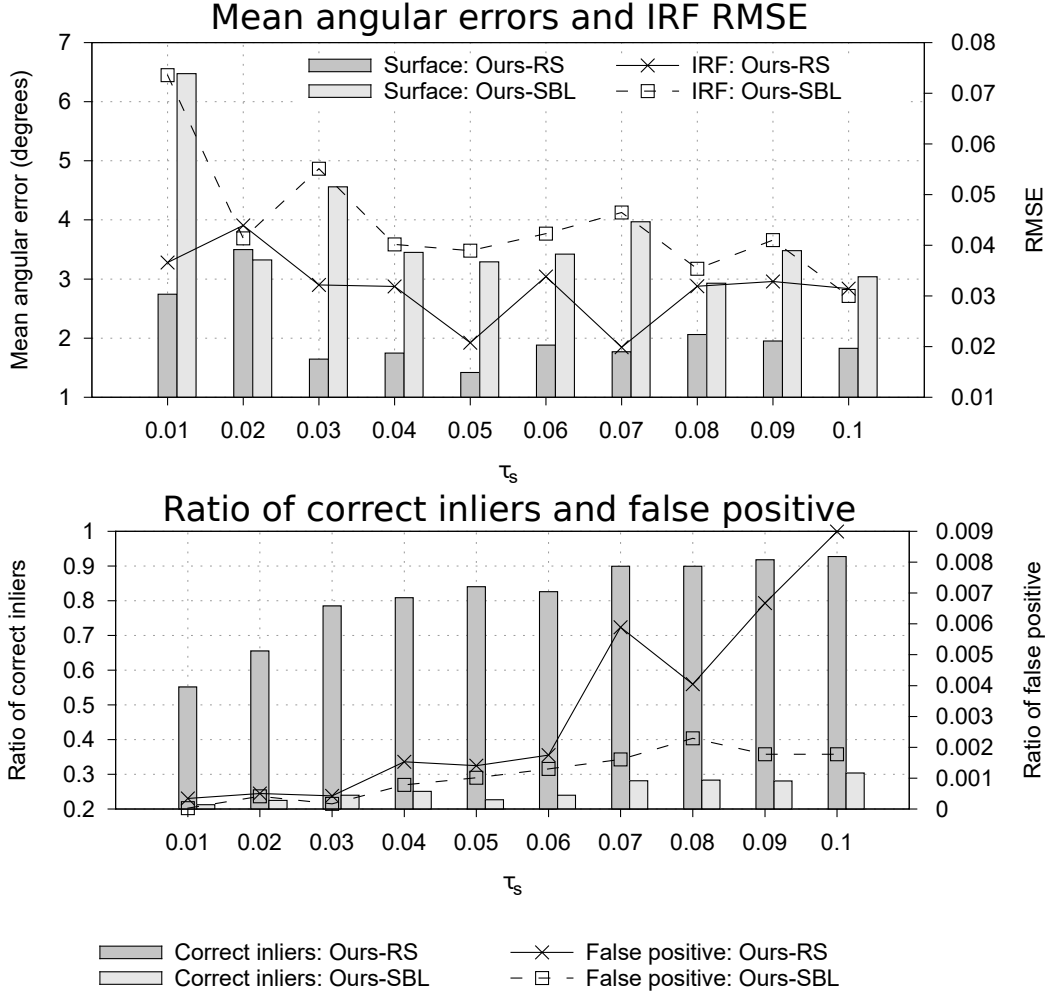 Mean angular errors and IRF RMSE
Surface: Ours-RS
Surface: Ours-SBL
IRF: Ours-RS
IRF: Ours-SBL
Mean angular error (degrees)
7
6
5
4
3
2
1
0.08
0.07
0.06
0.05
0.04
0.03
0.02
0.01
RMSE
0.01 0.02 0.03 0.04 0.05 0.06 0.07 0.08 0.09 0.1
τs
Ratio of correct inliers and false positive
Ratio of correct inliers
1
0.9
0.8
0.7
0.6
0.5
0.4
0.3
0.2
0.009
0.008
0.007
0.006
0.005
0.004
0.003
0.002
0.001
0
Ratio of false positive
0.01 0.02 0.03 0.04 0.05 0.06 0.07 0.08 0.09 0.1
τs
Correct inliers: Ours-RS
Correct inliers: Ours-SBL
False positive: Ours-RS
False positive: Ours-SBL